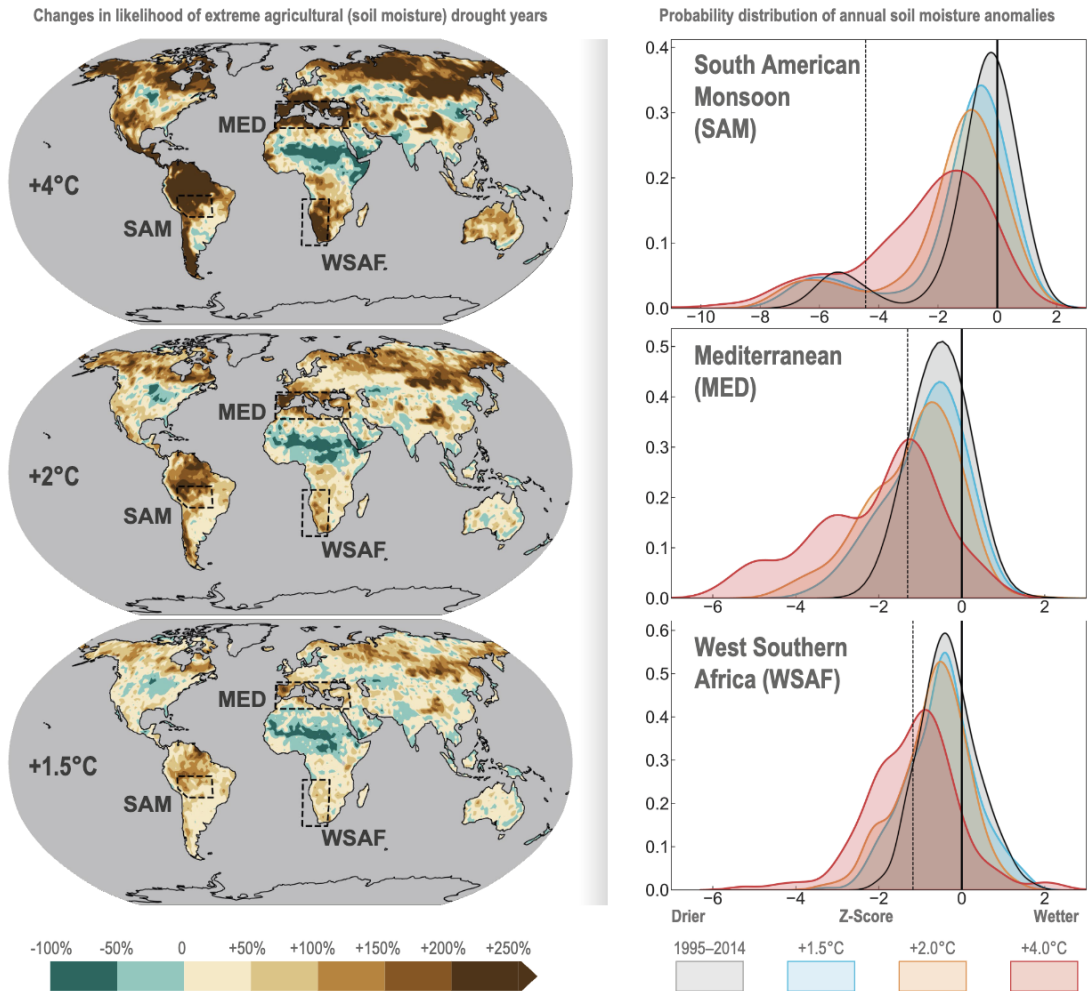 Changes in likelihood of extreme agricultural (soil moisture) drought years
MED
+4°C
SAM
WSAF.
MED
+2°C
SAM
WSAF.
MED
+1.5°C
SAM
WSAF.
-100% -50% 0 +50% +100% +150% +200% +250%
Probability distribution of annual soil moisture anomalies
0.4
South American
Monsoon
(SAM)
0.3
0.2
0.1
0.0
−10 −8 −6 −4 −2 0 2
0.5
Mediterranean
(MED)
0.4
0.3
0.2
0.1
0.0
−6 −4 −2 0 2
0.6
West Southern
Africa (WSAF)
0.5
0.4
0.3
0.2
0.1
0.0
−6 −4 −2 0 2
Drier Z-Score Wetter
1995–2014 +1.5°C +2.0°C +4.0°C